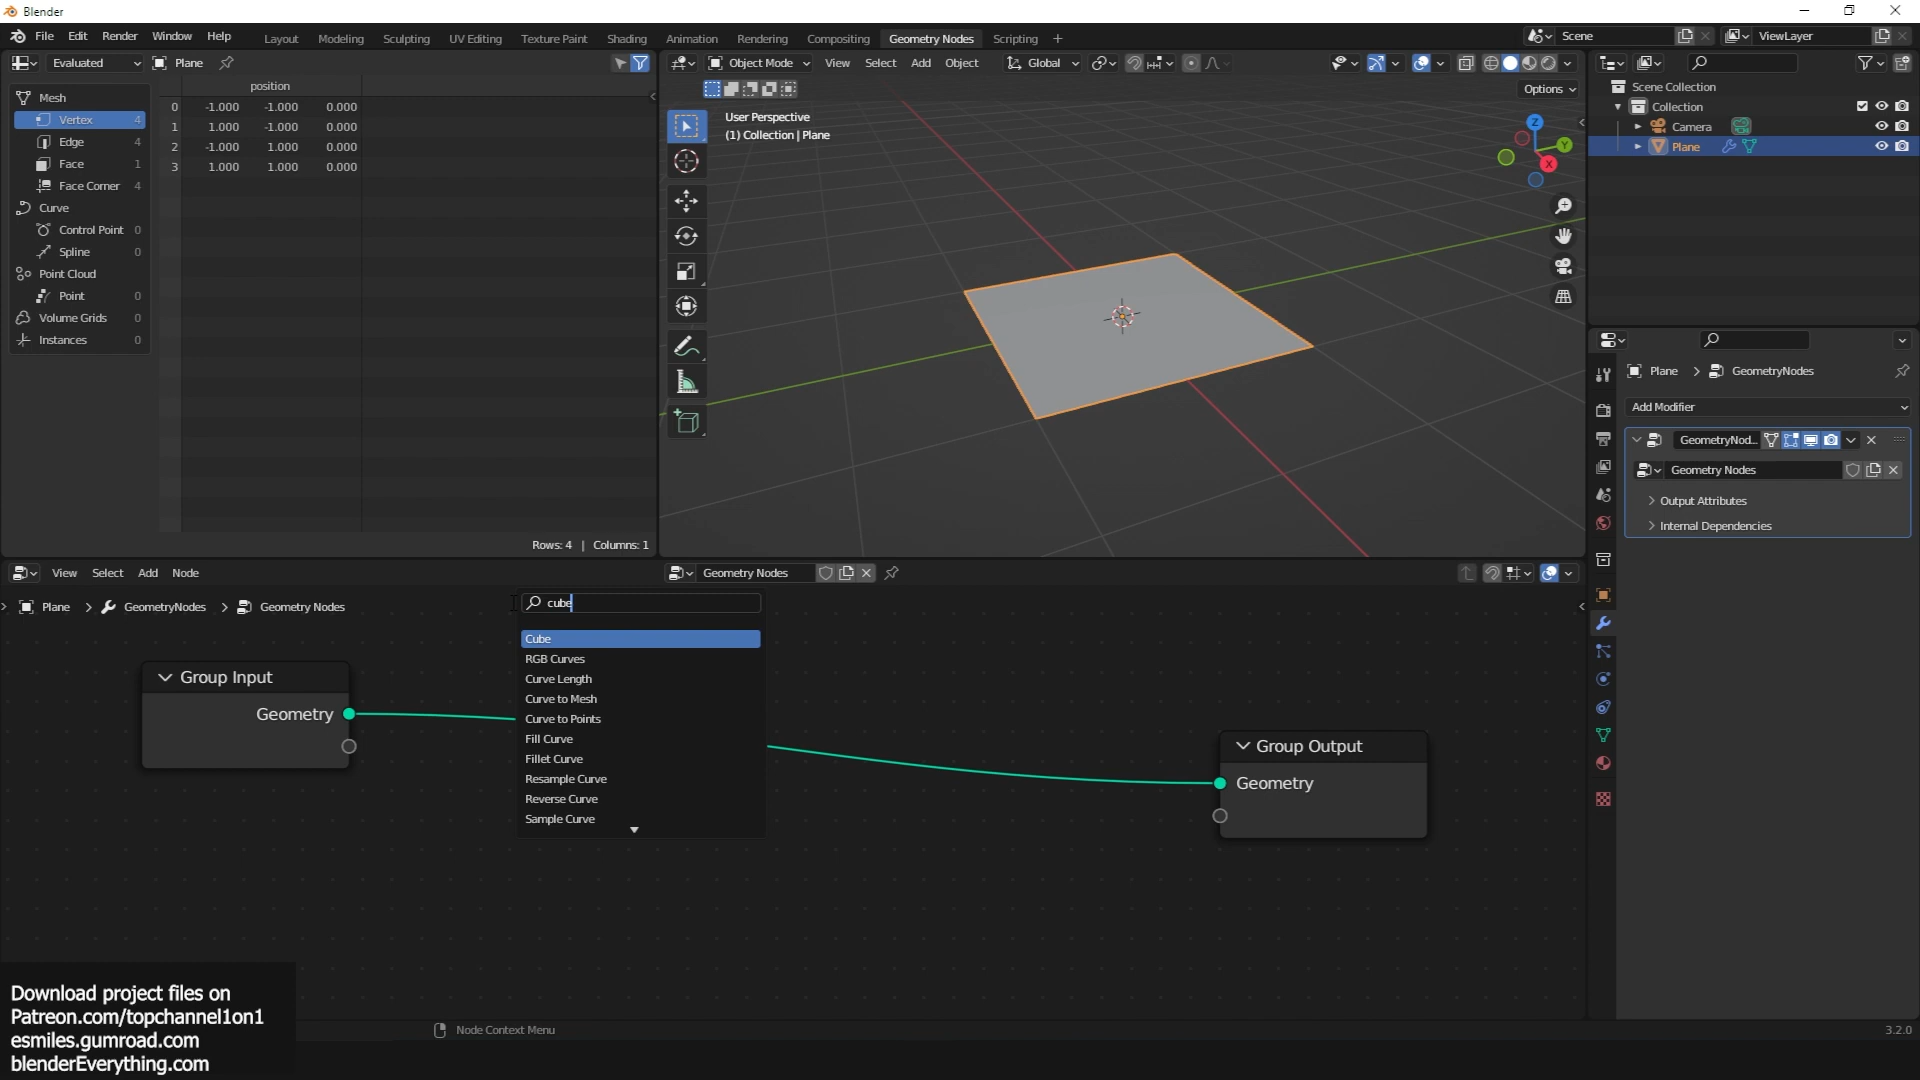 Blender
File Edit Render Window Help
Layout Modeling Sculpting UV Editing Texture Paint Shading Animation Rendering Compositing Geometry Nodes Scripting
Scene
ViewLayer
Evaluated
Plane
position
Mesh
Vertex 4
Edge 4
Face 1
Face Corner 4
Curve
Control Point 0
Spline 0
Point Cloud
Point 0
Volume Grids 0
Instances 0
0 -1.000 -1.000 0.000
1 1.000 -1.000 0.000
2 -1.000 1.000 0.000
3 1.000 1.000 0.000
Rows: 4 | Columns: 1
Object Mode View Select Add Object Global
Options
User Perspective
(1) Collection | Plane
Z
Y
X
Scene Collection
Collection
Camera
Plane
Plane > GeometryNodes
Add Modifier
GeometryNod...
Geometry Nodes
Output Attributes
Internal Dependencies
View Select Add Node
Geometry Nodes
Plane > GeometryNodes > Geometry Nodes
cube
Cube
RGB Curves
Curve Length
Curve to Mesh
Curve to Points
Fill Curve
Fillet Curve
Resample Curve
Reverse Curve
Sample Curve
Group Input
Geometry
Group Output
Geometry
Download project files on
Patreon.com/topchannel1on1
esmiles.gumroad.com
blenderEverything.com
Node Context Menu
3.2.0